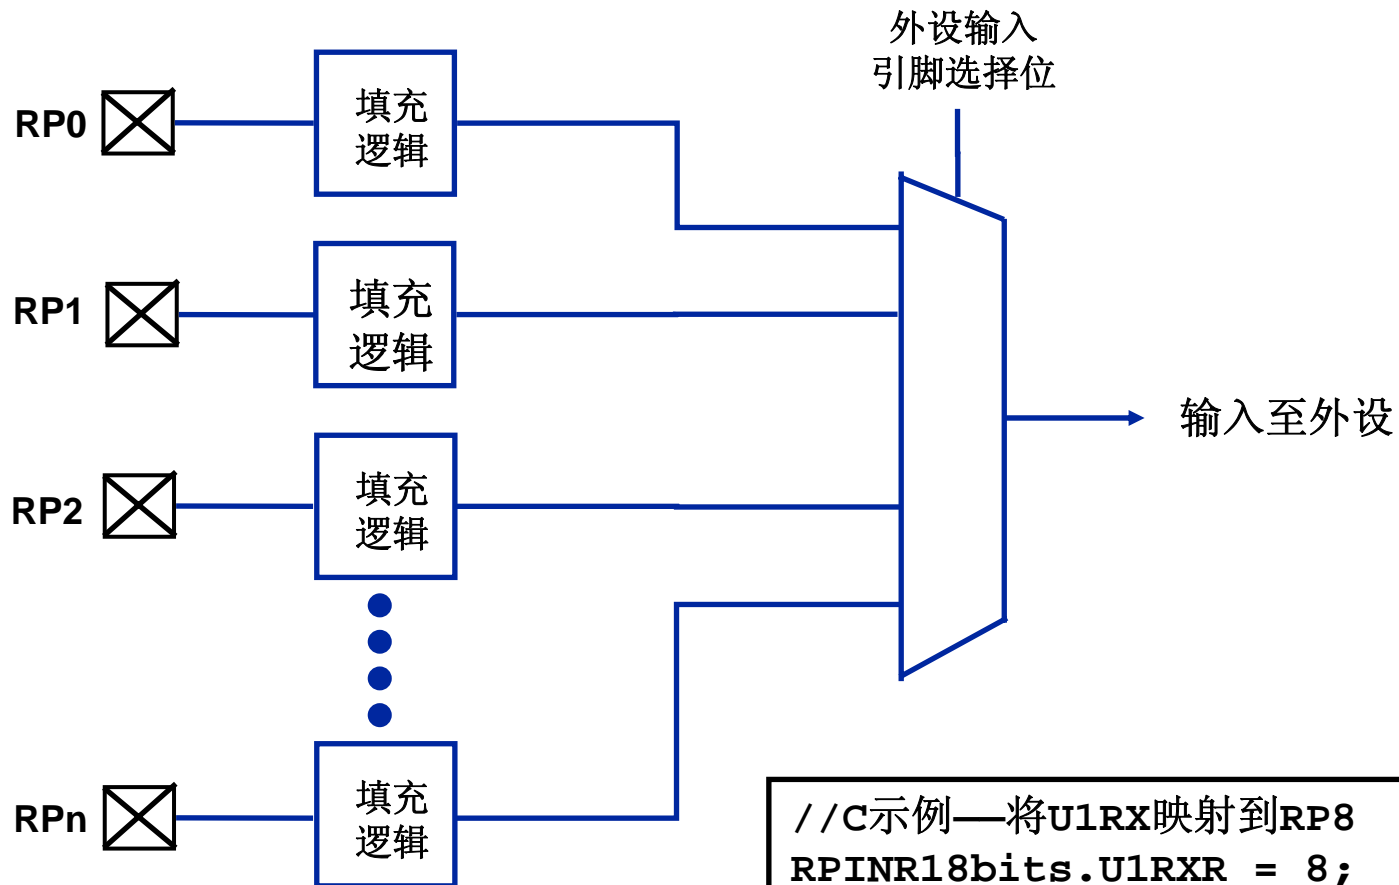 外设输入
引脚选择位
RP0
填充
逻辑
RP1
填充
逻辑
输入至外设
RP2
填充
逻辑
RPn
填充
逻辑
//C示例——将U1RX映射到RP8
RPINR18bits.U1RXR = 8;